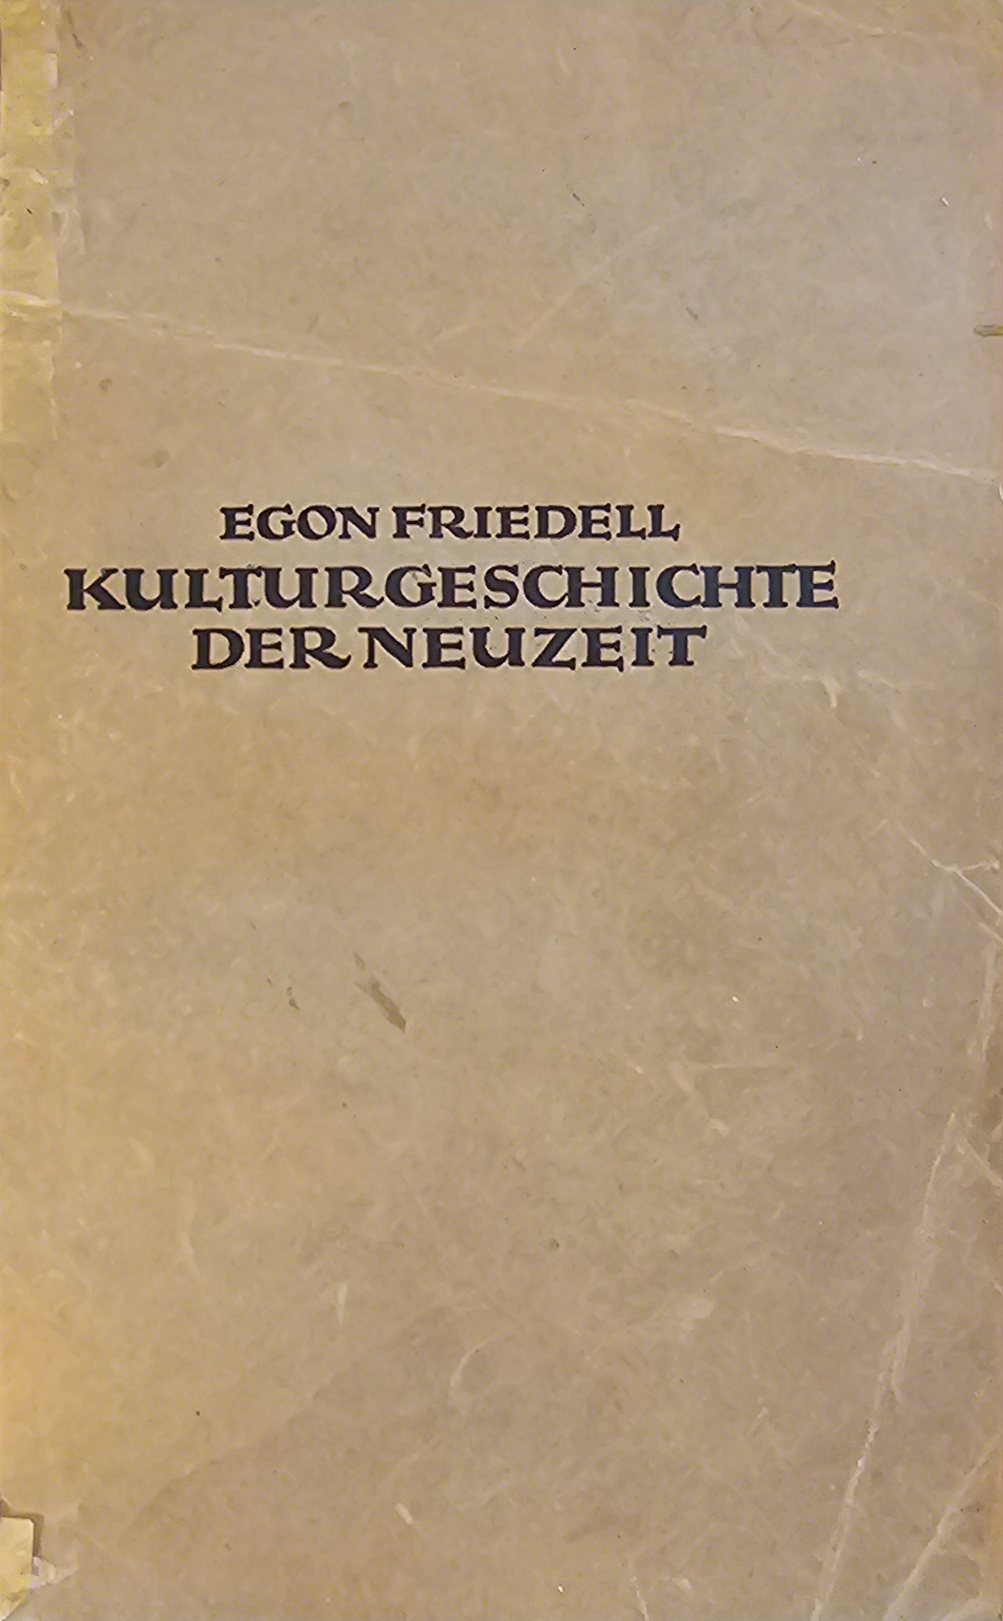 EGON FRIEDELL
KULTURGESCHICHTE
DER NEUZEIT